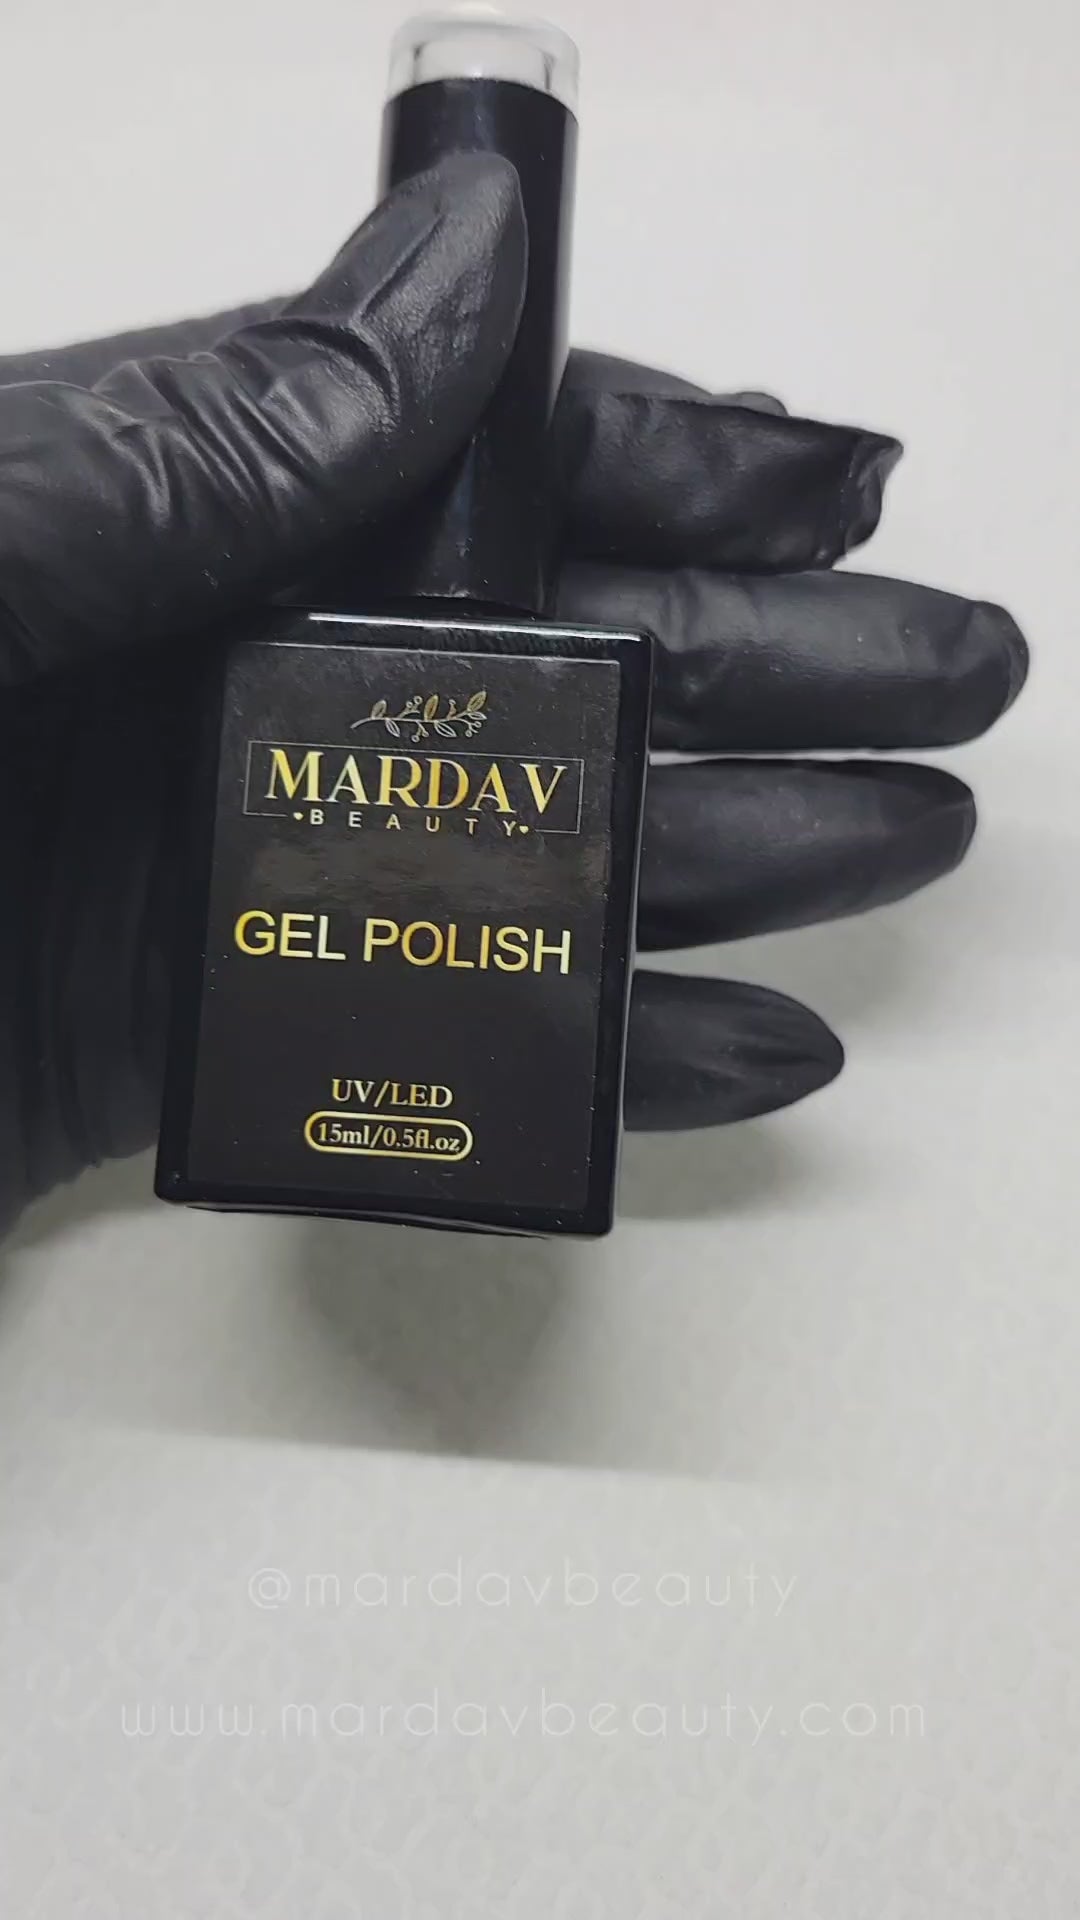 MARDAV
BEAUTY
GEL POLISH
UV/LED
15ml/0.5fl.oz
@mardavbeauty
www.mardavbeauty.com